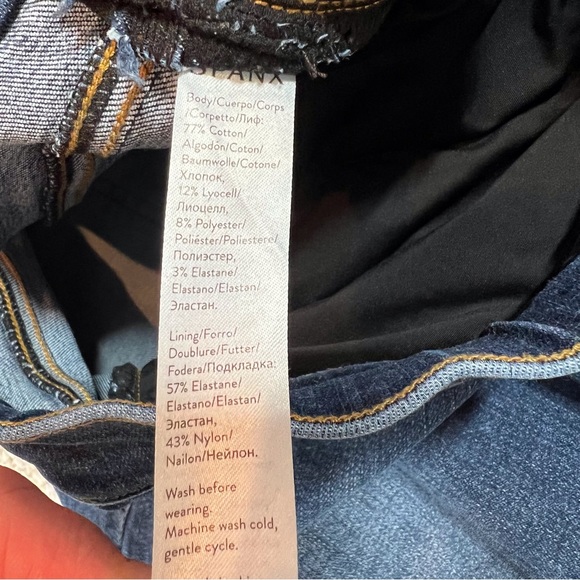 SPANX
Body/Cuerpo/Corps
/Corpetto/Лиф:
77% Cotton/
Algodon/Coton/
Baumwolle/Cotone/
Хлопок,
12% Lyocell/
Лиоцелл,
8% Polyester/
Poliéster/Poliestere/
Полиэстер,
3% Elastane/
Elastano/Elastan/
Эластан.
Lining/Forro/
Doublure/Futter/
Fodera/Подкладка:
57% Elastane/
Elastano/Elastan/
Эластан,
43% Nylon/
Nailon/Нейлон.
Wash before
wearing.
Machine wash cold,
gentle cycle.